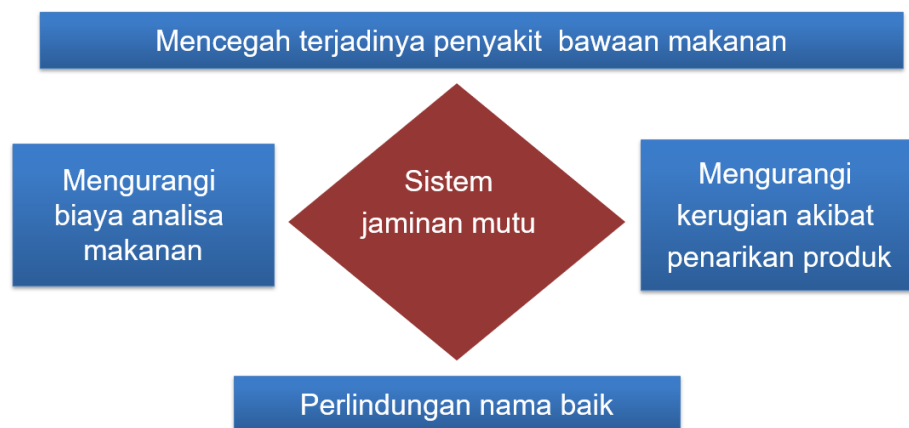 Mencegah terjadinya penyakit bawaan makanan
Mengurangi
biaya analisa
makanan
Sistem
jaminan mutu
Mengurangi
kerugian akibat
penarikan produk
Perlindungan nama baik